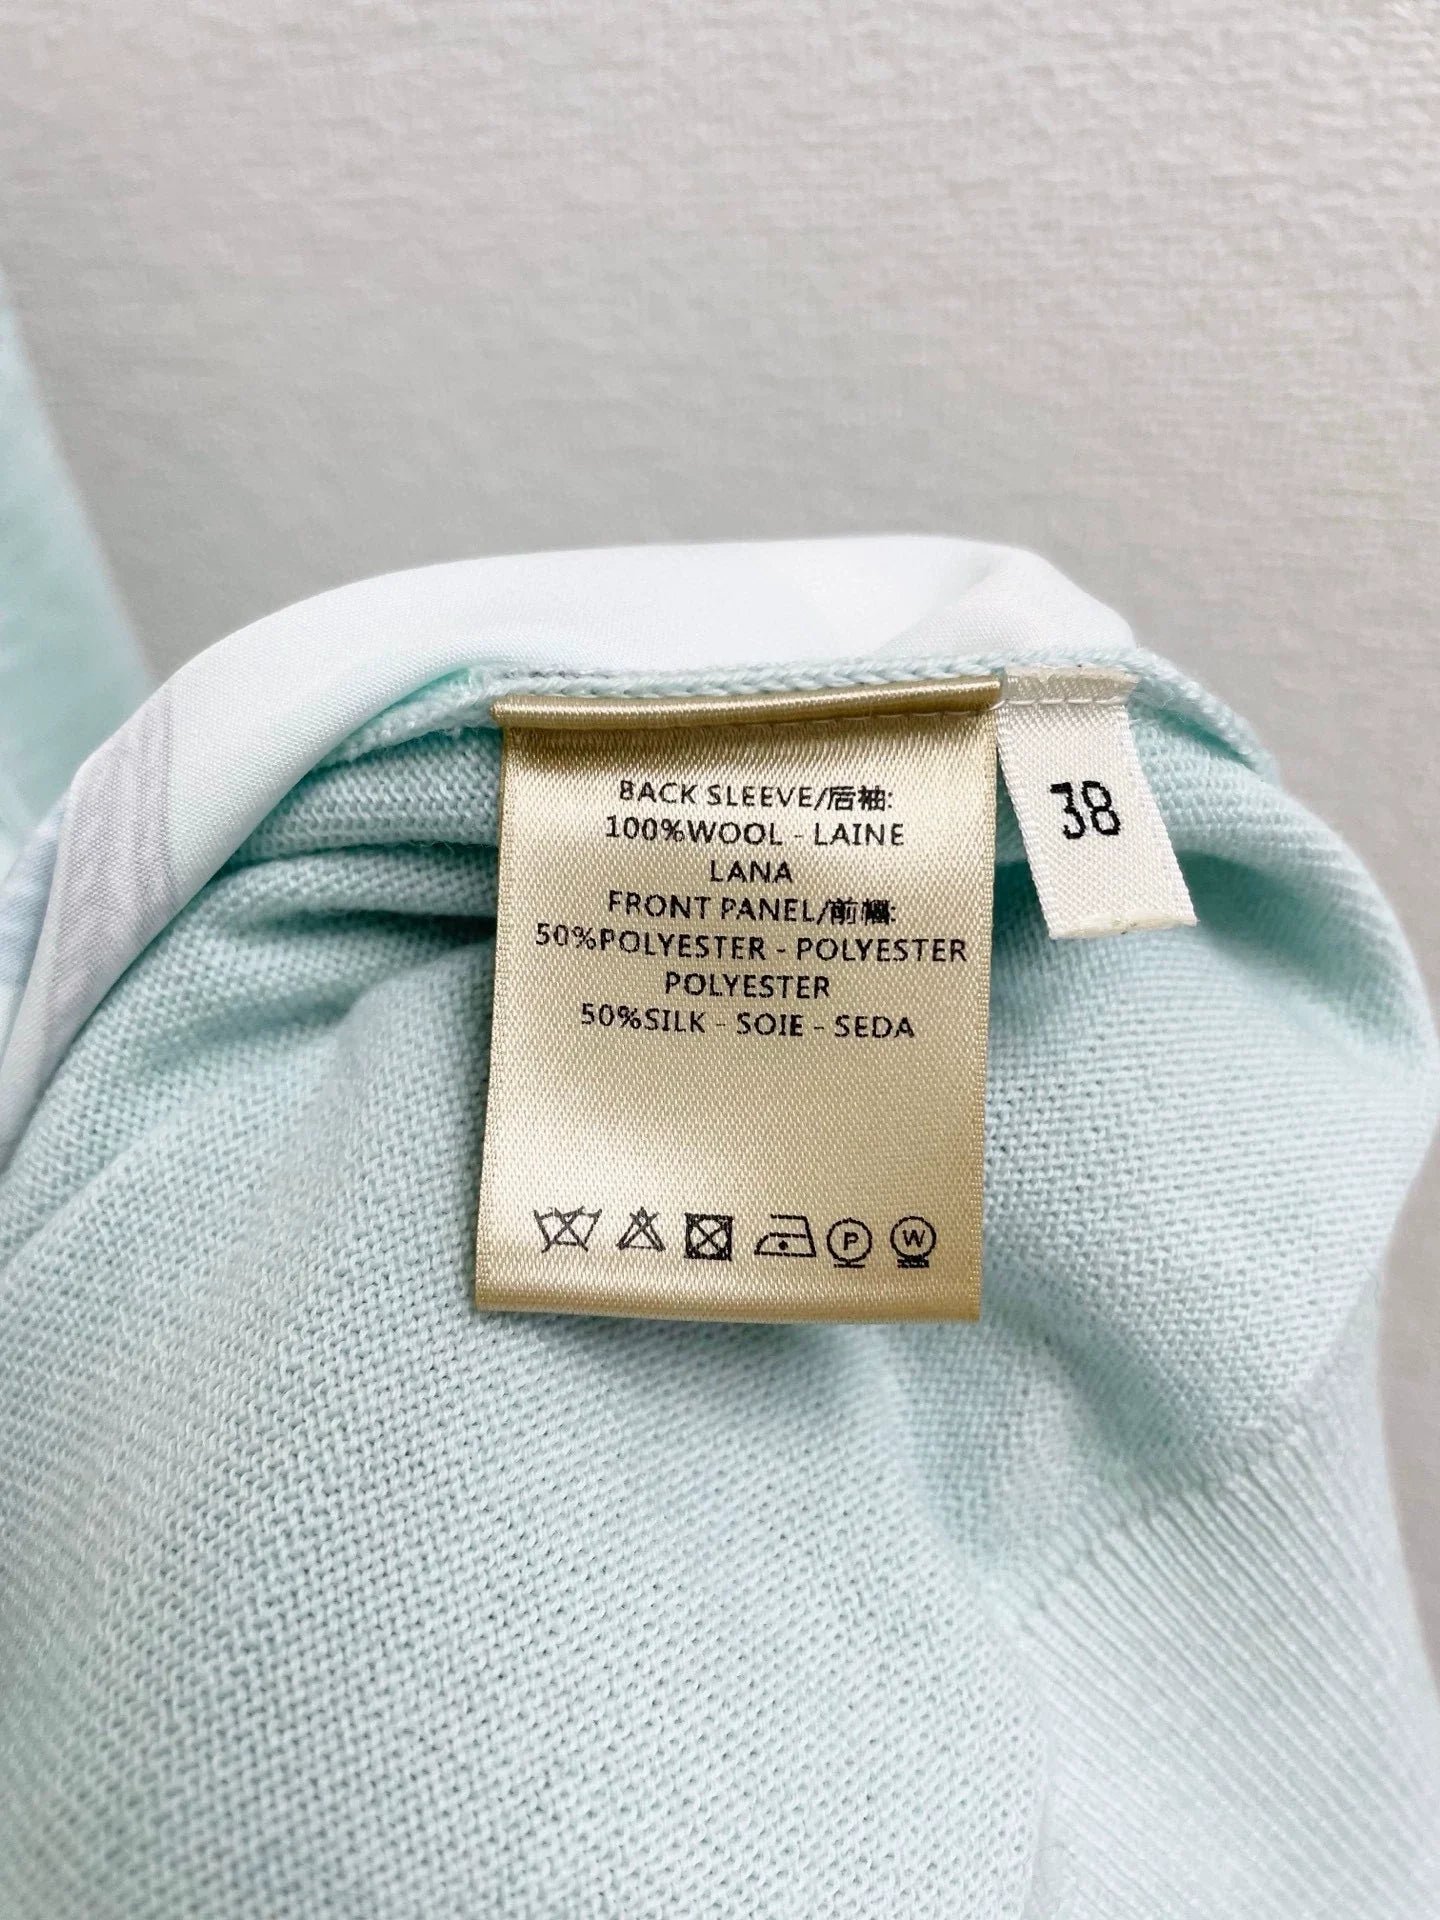 BACK SLEEVE/后袖:
100%WOOL - LAINE
LANA
FRONT PANEL/前幅:
50%POLYESTER - POLYESTER
POLYESTER
50%SILK - SOIE - SEDA
P W
38